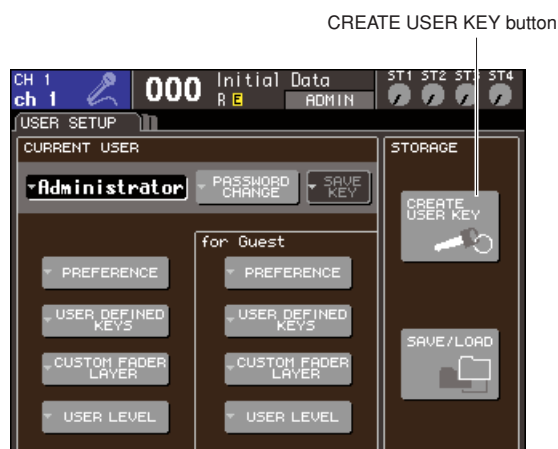 CREATE USER KEY button
CH 1
ch 1
000
Initial Data
R E ADMIN
ST1 ST2 ST3 ST4
USER SETUP
CURRENT USER
STORAGE
Administrator
PASSWORD
CHANGE
SAVE
KEY
CREATE
USER KEY
for Guest
PREFERENCE
PREFERENCE
USER DEFINED
KEYS
USER DEFINED
KEYS
SAVE/LOAD
CUSTOM FADER
LAYER
CUSTOM FADER
LAYER
USER LEVEL
USER LEVEL